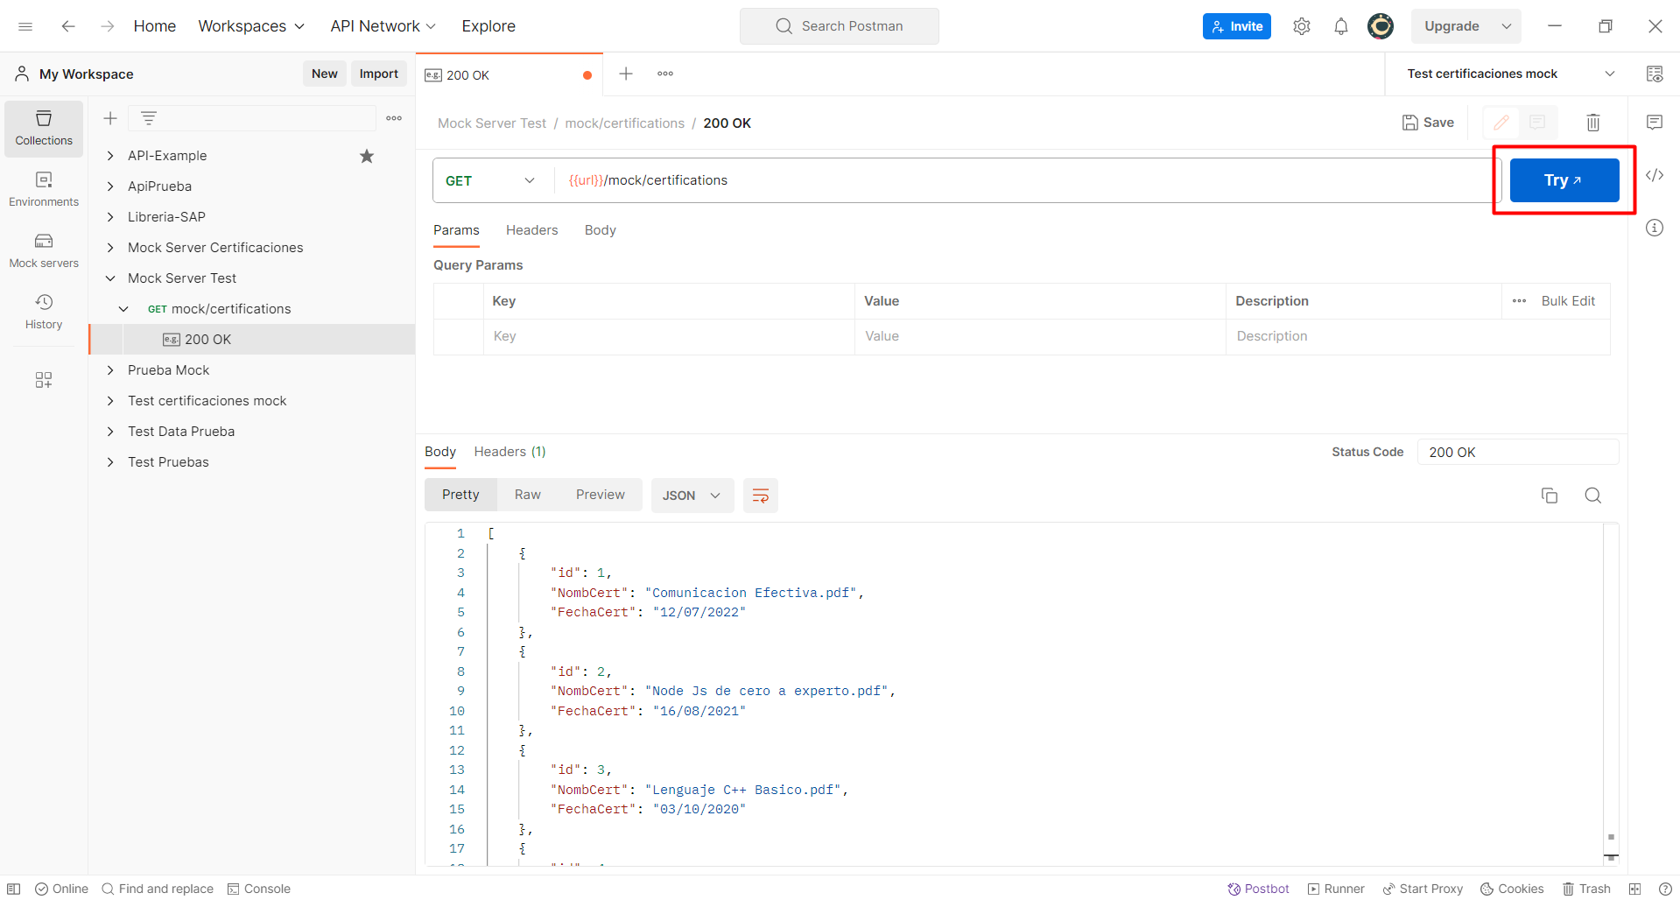 Home Workspaces API Network Explore Search Postman Invite Upgrade
My Workspace New Import e.g. 200 OK Test certificaciones mock
Collections
Environments
Mock servers
History
API-Example
ApiPrueba
Libreria-SAP
Mock Server Certificaciones
Mock Server Test
GET mock/certifications
e.g. 200 OK
Prueba Mock
Test certificaciones mock
Test Data Prueba
Test Pruebas
Mock Server Test / mock/certifications / 200 OK Save
GET {{url}}/mock/certifications Try
Params Headers Body
Query Params
Key Value Description Bulk Edit
Key Value Description
Body Headers (1) Status Code 200 OK
Pretty Raw Preview JSON
1 [
2 {
3 "id": 1,
4 "NombCert": "Comunicacion Efectiva.pdf",
5 "FechaCert": "12/07/2022"
6 },
7 {
8 "id": 2,
9 "NombCert": "Node Js de cero a experto.pdf",
10 "FechaCert": "16/08/2021"
11 },
12 {
13 "id": 3,
14 "NombCert": "Lenguaje C++ Basico.pdf",
15 "FechaCert": "03/10/2020"
16 },
17 {
Online Find and replace Console Postbot Runner Start Proxy Cookies Trash